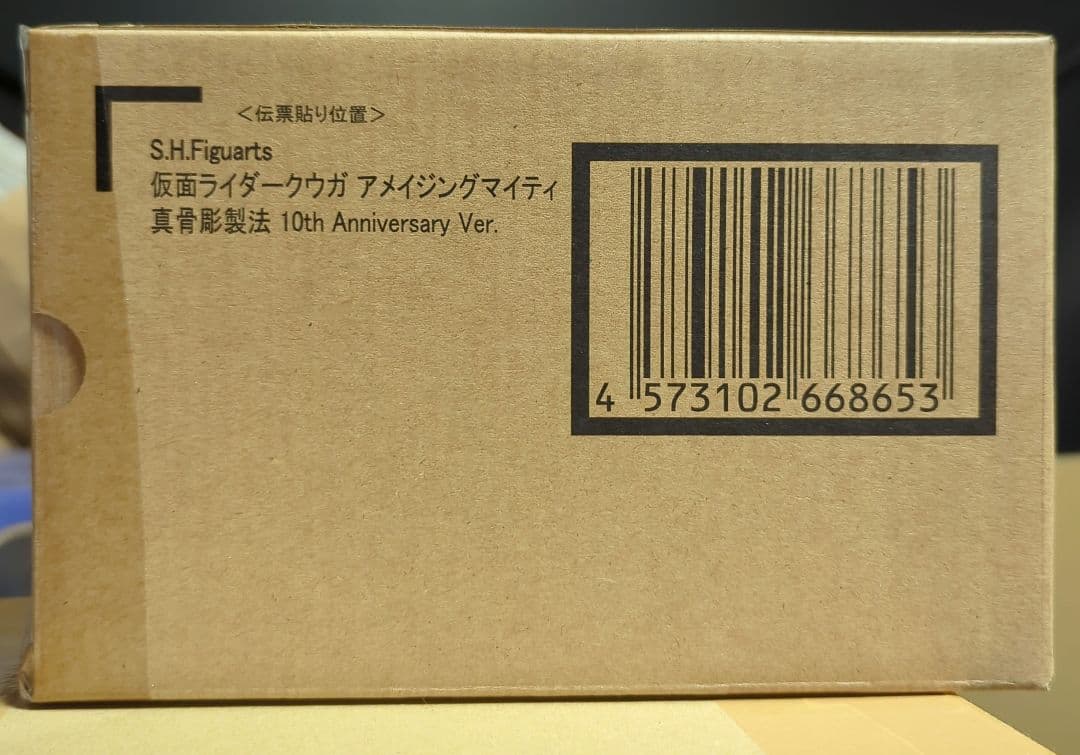 ＜伝票貼り位置＞
S.H.Figuarts
仮面ライダークウガ アメイジングマイティ
真骨彫製法 10th Anniversary Ver.
4 573102 668653